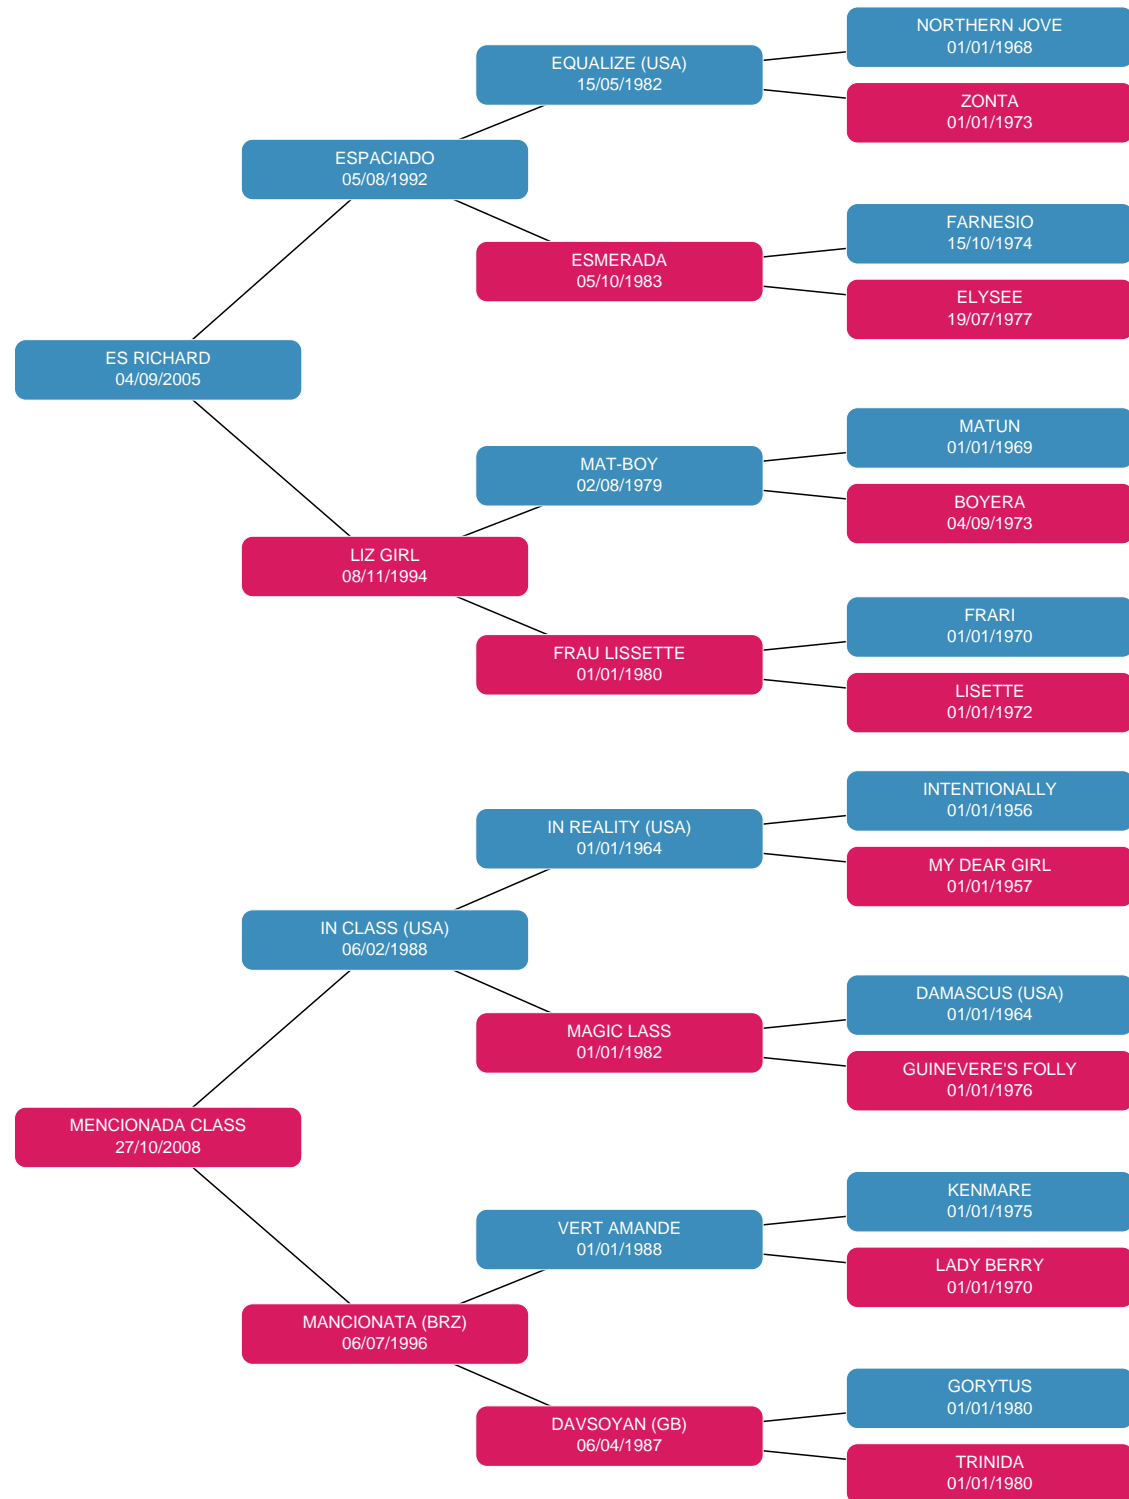 NORTHERN JOVE
01/01/1968
EQUALIZE (USA)
15/05/1982
ZONTA
01/01/1973
ESPACIADO
05/08/1992
FARNESIO
15/10/1974
ESMERADA
05/10/1983
ELYSEE
19/07/1977
ES RICHARD
04/09/2005
MATUN
01/01/1969
MAT-BOY
02/08/1979
BOYERA
04/09/1973
LIZ GIRL
08/11/1994
FRARI
01/01/1970
FRAU LISSETTE
01/01/1980
LISETTE
01/01/1972
INTENTIONALLY
01/01/1956
IN REALITY (USA)
01/01/1964
MY DEAR GIRL
01/01/1957
IN CLASS (USA)
06/02/1988
DAMASCUS (USA)
01/01/1964
MAGIC LASS
01/01/1982
GUINEVERE'S FOLLY
01/01/1976
MENCIONADA CLASS
27/10/2008
KENMARE
01/01/1975
VERT AMANDE
01/01/1988
LADY BERRY
01/01/1970
MANCIONATA (BRZ)
06/07/1996
GORYTUS
01/01/1980
DAVSOYAN (GB)
06/04/1987
TRINIDA
01/01/1980